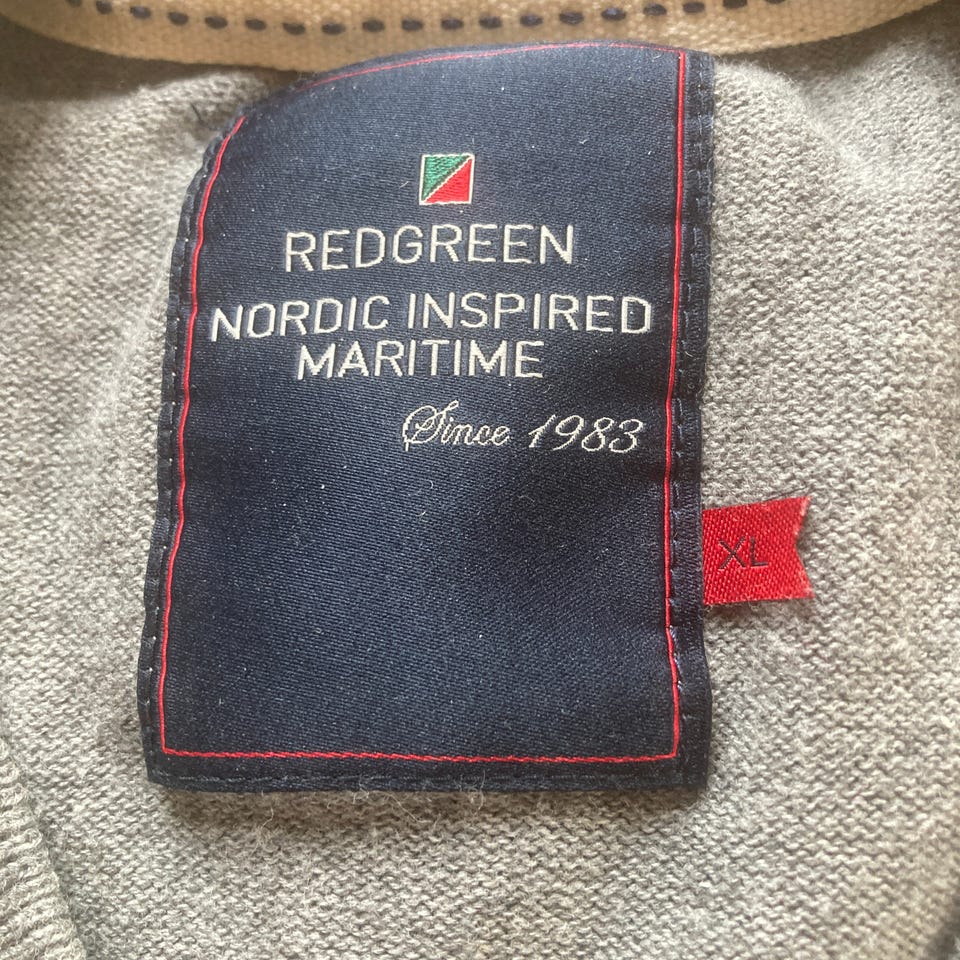 REDGREEN
NORDIC INSPIRED
MARITIME
Since 1983
XL